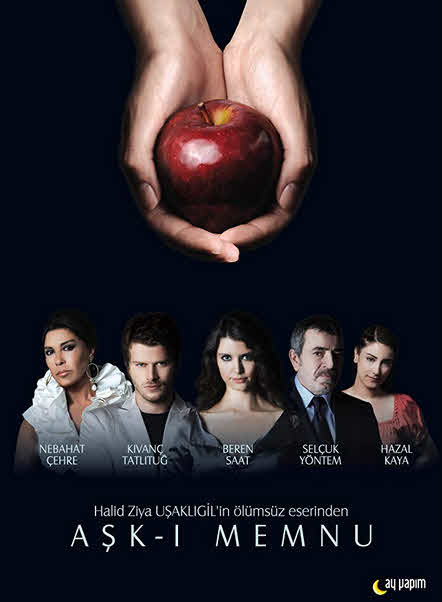 NEBAHAT ÇEHRE
KIVANÇ TATLITUĞ
BEREN SAAT
SELÇUK YÖNTEM
HAZAL KAYA
Halid Ziya UŞAKLIGİL'in ölümsüz eserinden
AŞK-I MEMNU
ay yapım